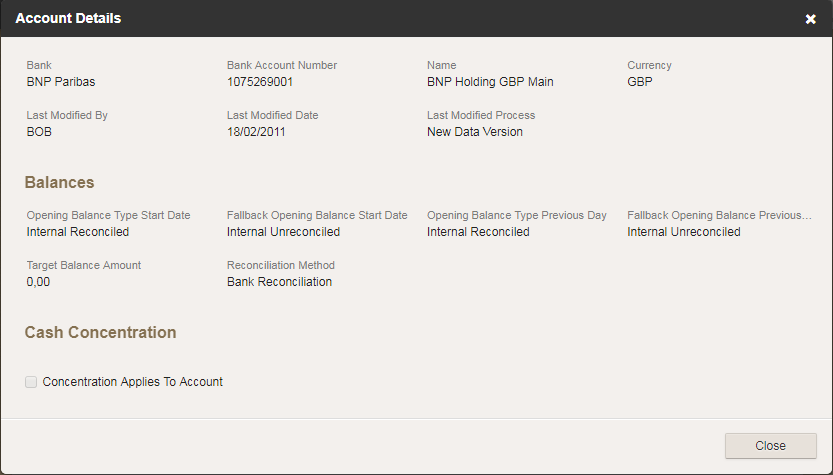 Account Details
Bank Bank Account Number Name Currency
BNP Paribas 1075269001 BNP Holding GBP Main GBP
Last Modified By Last Modified Date Last Modified Process
BOB 18/02/2011 New Data Version
Balances
Opening Balance Type Start Date Fallback Opening Balance Start Date Opening Balance Type Previous Day Fallback Opening Balance Previous...
Internal Reconciled Internal Unreconciled Internal Reconciled Internal Unreconciled
Target Balance Amount Reconciliation Method
0,00 Bank Reconciliation
Cash Concentration
Concentration Applies To Account
Close